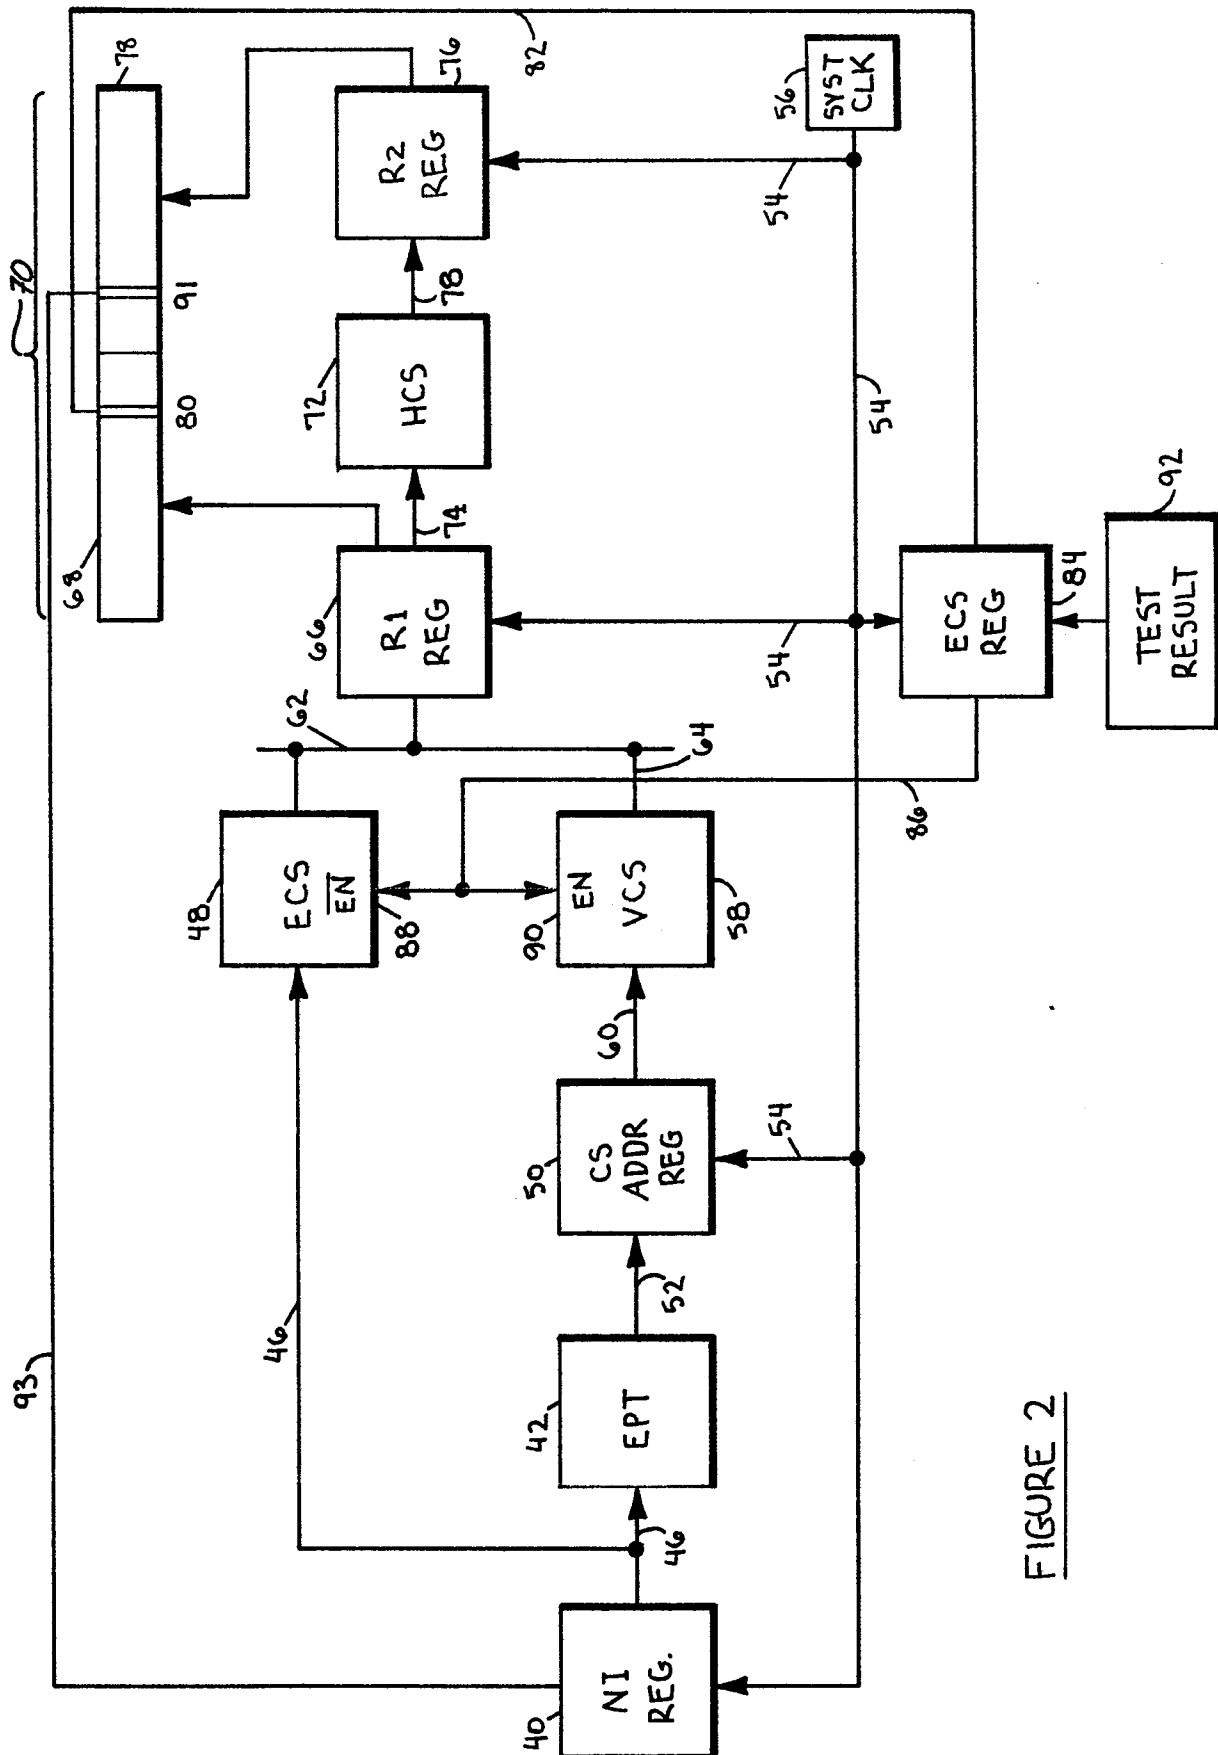 70
82
78
68
80
91
R2
REG
76
56
SYST
CLK
54
78
72
HCS
74
54
66
R1
REG
54
ECS
REG
84
92
TEST
RESULT
62
64
86
48
ECS
EN
88
90
EN
VCS
58
60
50
CS
ADDR
REG
54
52
46
93
42
EPT
46
40
NI
REG.
FIGURE 2